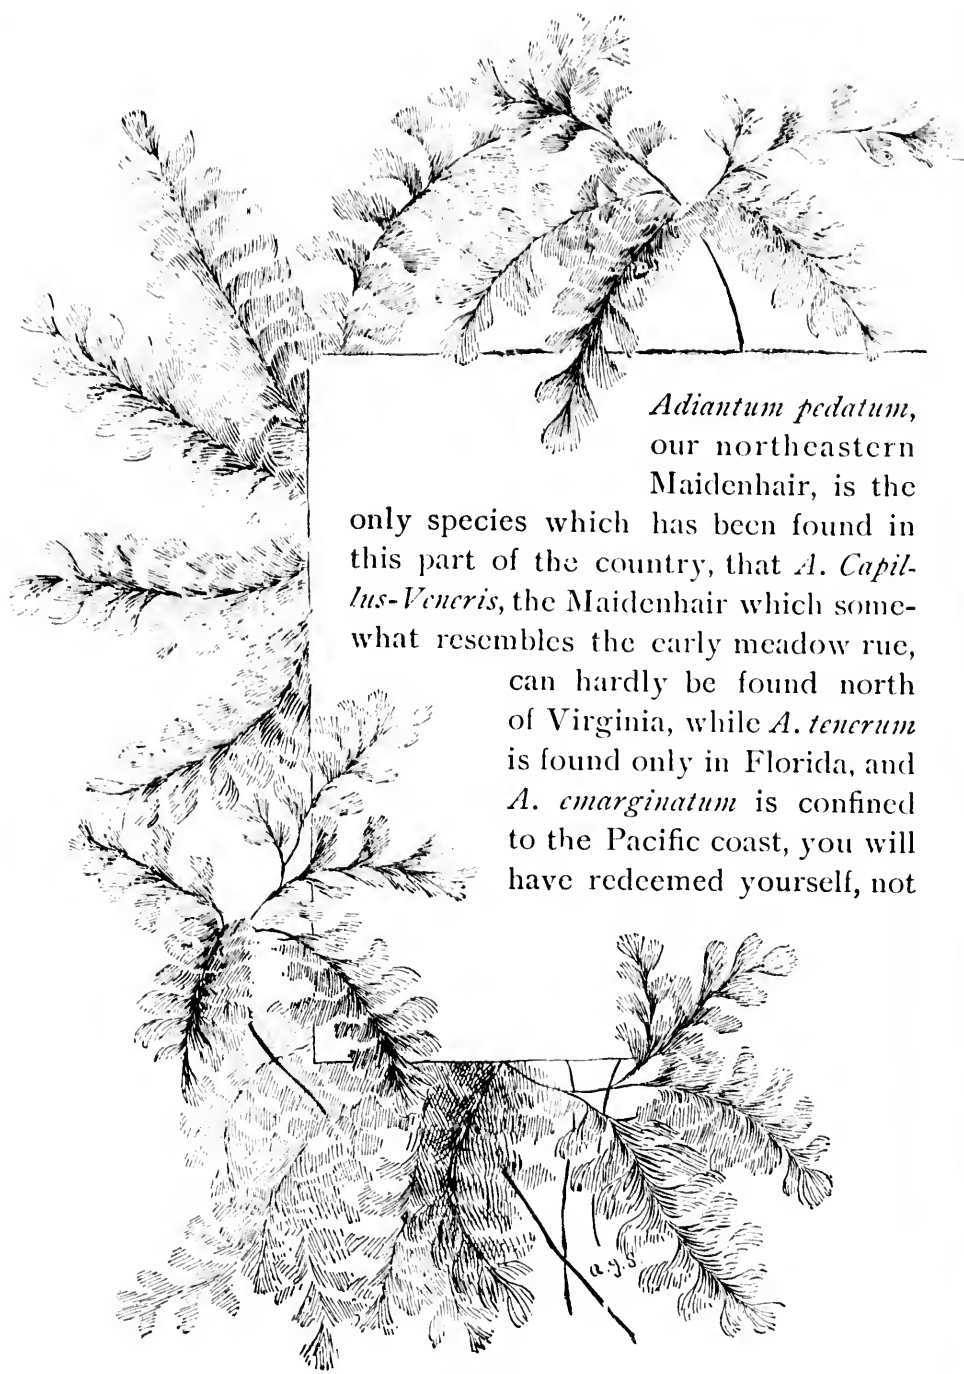 Adiantum pedatum,
our northeastern
Maidenhair, is the
only species which has been found in
this part of the country, that A. Capil-
lus-Veneris, the Maidenhair which some-
what resembles the early meadow rue,
can hardly be found north
of Virginia, while A. tenerum
is found only in Florida, and
A. emarginatum is confined
to the Pacific coast, you will
have redeemed yourself, not
a.g.s.